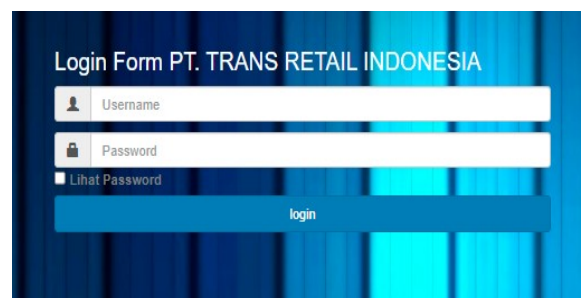 Login Form PT. TRANS RETAIL INDONESIA
Username
Password
Lihat Password
login